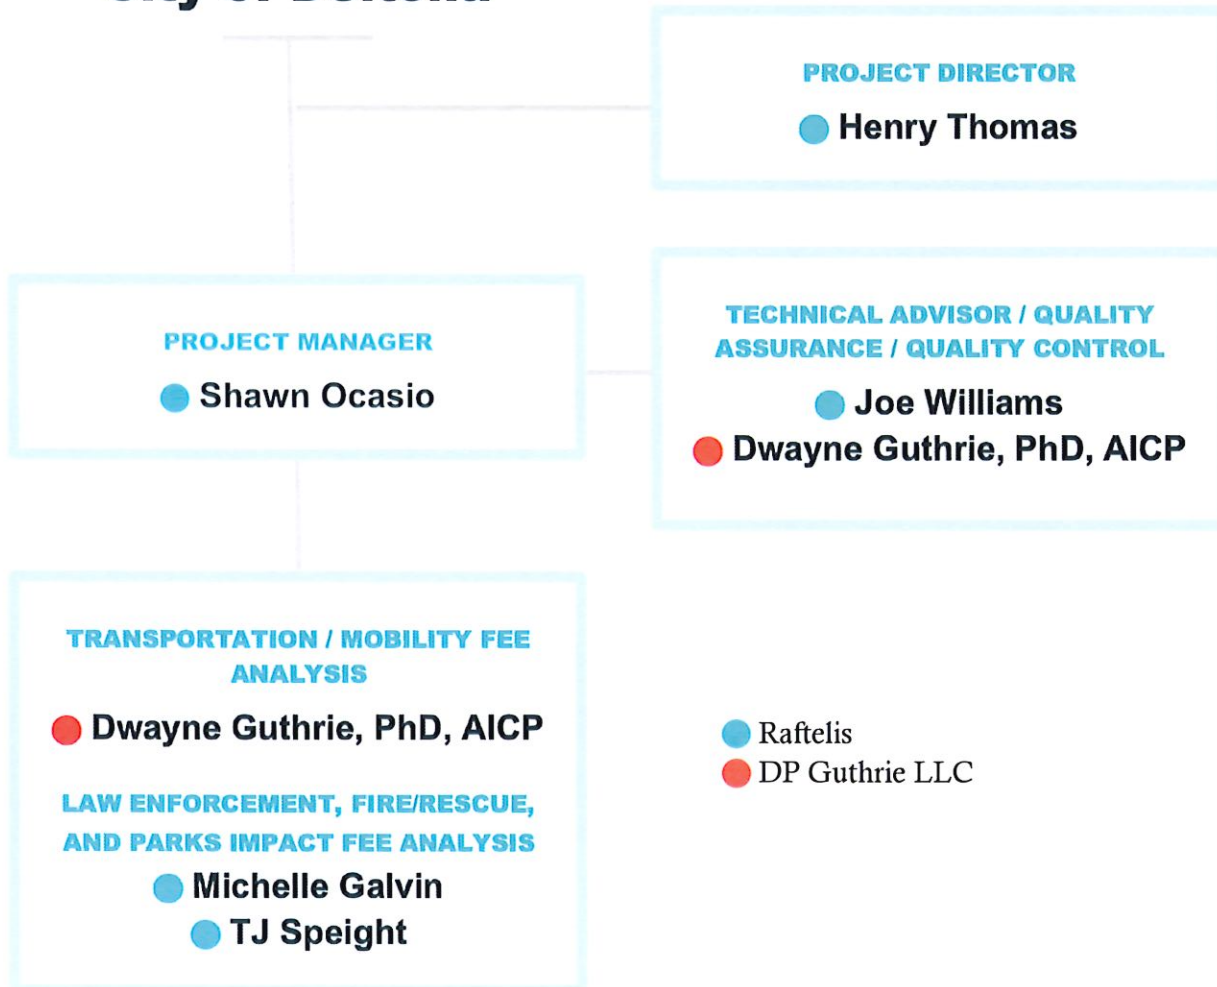 PROJECT DIRECTOR
Henry Thomas
PROJECT MANAGER
Shawn Ocasio
TECHNICAL ADVISOR / QUALITY
ASSURANCE / QUALITY CONTROL
Joe Williams
Dwayne Guthrie, PhD, AICP
TRANSPORTATION / MOBILITY FEE
ANALYSIS
Dwayne Guthrie, PhD, AICP
LAW ENFORCEMENT, FIRE/RESCUE,
AND PARKS IMPACT FEE ANALYSIS
Michelle Galvin
TJ Speight
Raftelis
DP Guthrie LLC